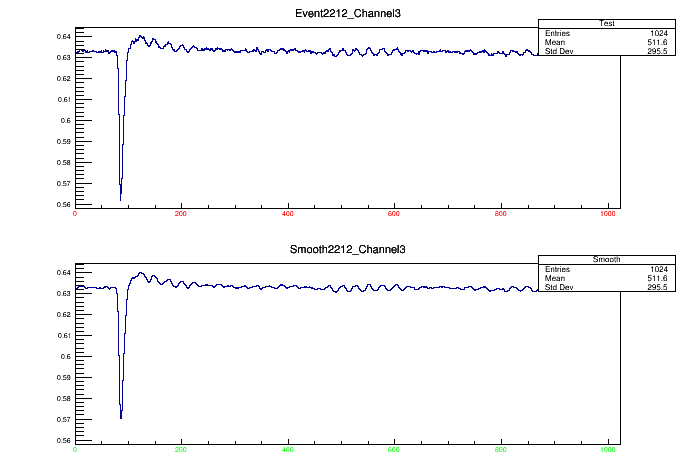 Event2212_Channel3
Test
Entries 1024
Mean 511.6
Std Dev 295.5
0.64
0.63
0.62
0.61
0.6
0.59
0.58
0.57
0.56
0 200 400 600 800 1000
Smooth2212_Channel3
Smooth
Entries 1024
Mean 511.6
Std Dev 295.5
0.64
0.63
0.62
0.61
0.6
0.59
0.58
0.57
0.56
0 200 400 600 800 1000